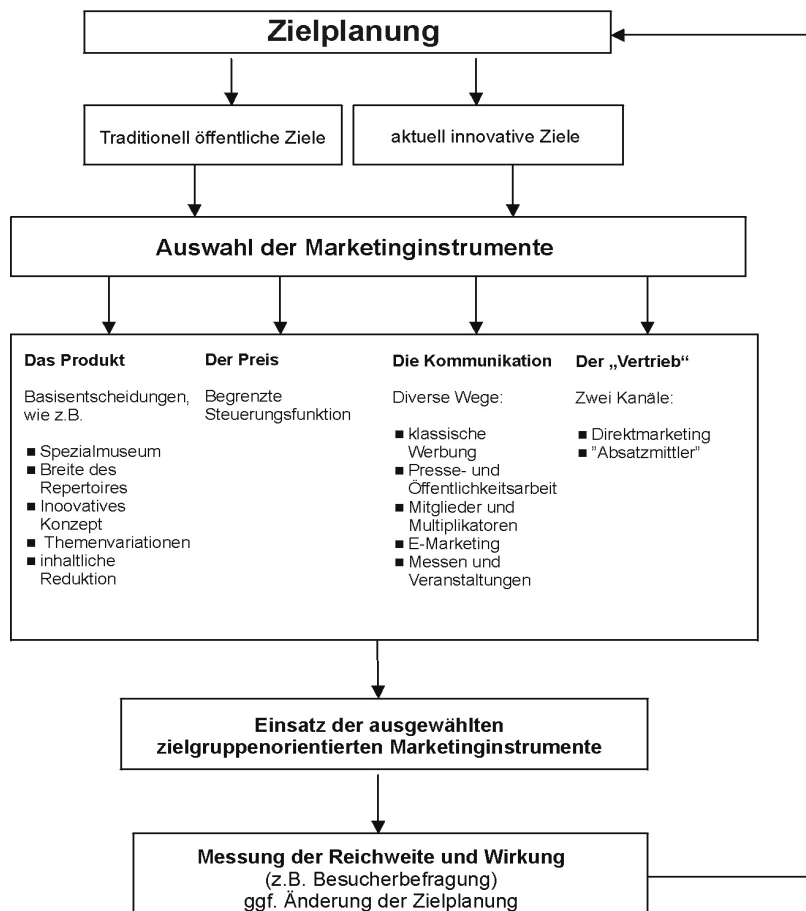 Zielplanung
Traditionell öffentliche Ziele
aktuell innovative Ziele
Auswahl der Marketinginstrumente
Das Produkt
Basisentscheidungen,
wie z.B.
■ Spezialmuseum
■ Breite des
Repertoires
■ Inoovatives
Konzept
■ Themenvariationen
■ inhaltliche
Reduktion
Der Preis
Begrenzte
Steuerungsfunktion
Die Kommunikation
Diverse Wege:
■ klassische
Werbung
■ Presse- und
Öffentlichkeitsarbeit
■ Mitglieder und
Multiplikatoren
■ E-Marketing
■ Messen und
Veranstaltungen
Der „Vertrieb“
Zwei Kanäle:
■ Direktmarketing
■ ”Absatzmittler”
Einsatz der ausgewählten
zielgruppenorientierten Marketinginstrumente
Messung der Reichweite und Wirkung
(z.B. Besucherbefragung)
ggf. Änderung der Zielplanung